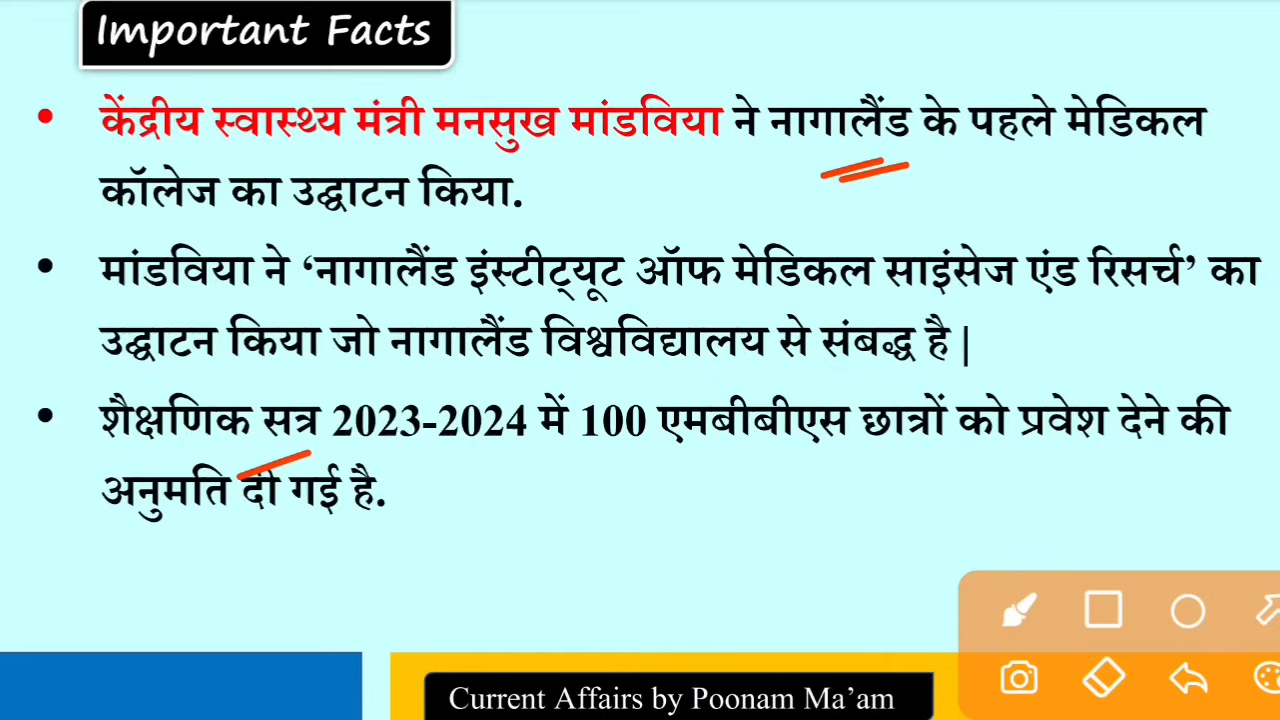 Important Facts
• केंद्रीय स्वास्थ्य मंत्री मनसुख मांडविया ने नागालैंड के पहले मेडिकल
कॉलेज का उद्घाटन किया.
• मांडविया ने ‘नागालैंड इंस्टीट्यूट ऑफ मेडिकल साइंसेज एंड रिसर्च’ का
उद्घाटन किया जो नागालैंड विश्वविद्यालय से संबद्ध है |
• शैक्षणिक सत्र 2023-2024 में 100 एमबीबीएस छात्रों को प्रवेश देने की
अनुमति दी गई है.
Current Affairs by Poonam Ma’am